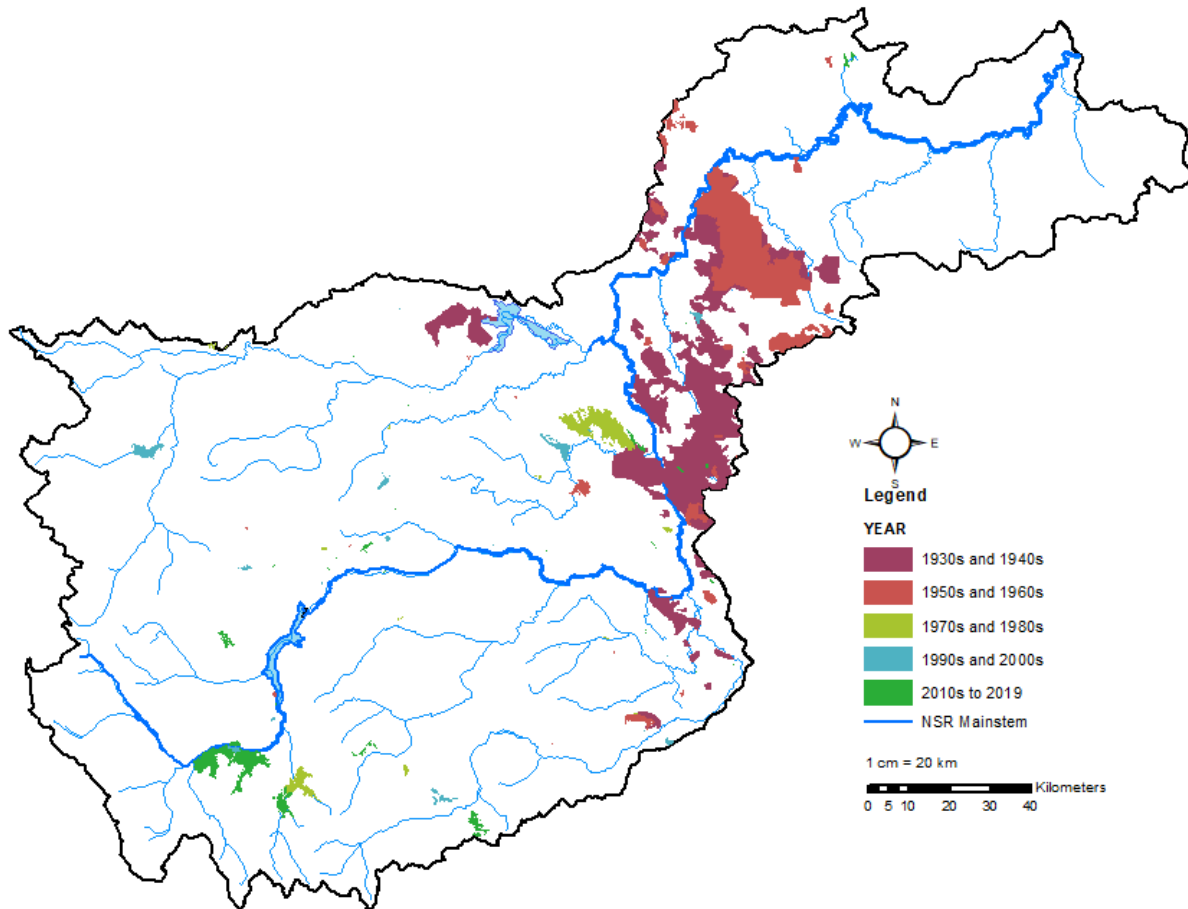 N
W E
S
Legend
YEAR
1930s and 1940s
1950s and 1960s
1970s and 1980s
1990s and 2000s
2010s to 2019
NSR Mainstem
1 cm = 20 km
Kilometers
0 5 10 20 30 40